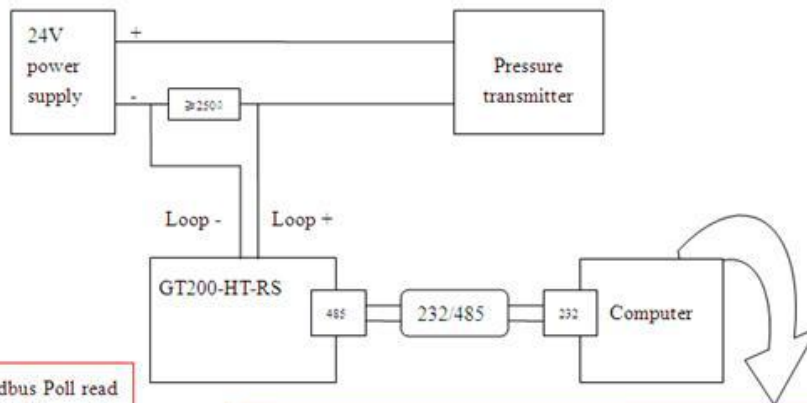 24V
power
supply
+
-
≥250Ω
Pressure
transmitter
Loop -
Loop +
GT200-HT-RS
485
232/485
232
Computer
dbus Poll read